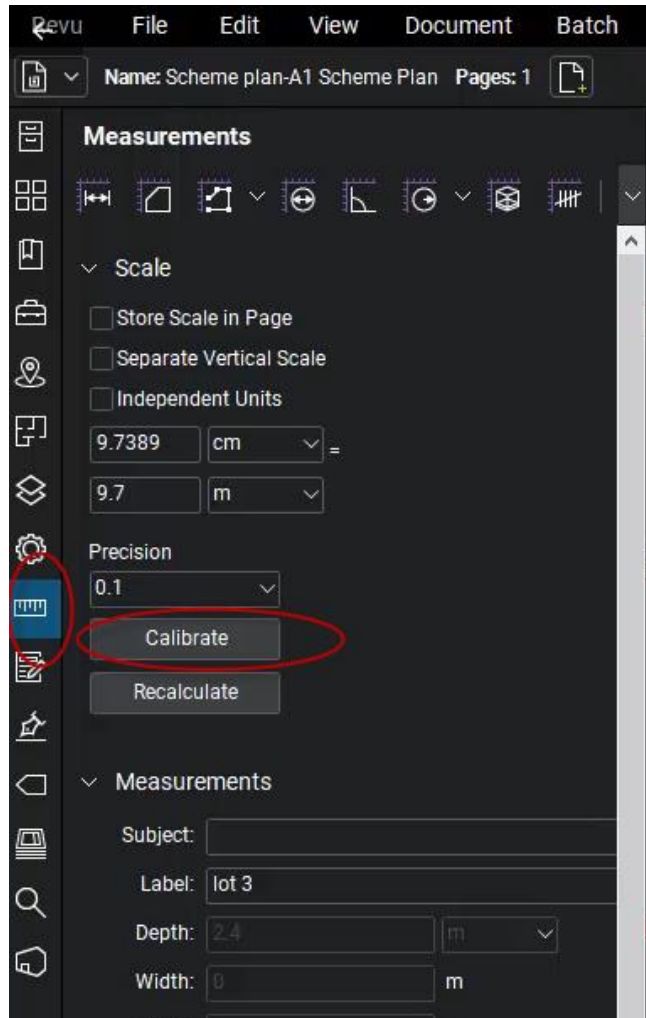 Revu File Edit View Document Batch
Name: Scheme plan-A1 Scheme Plan Pages: 1
Measurements
Scale
Store Scale in Page
Separate Vertical Scale
Independent Units
9.7389 cm =
9.7 m
Precision
0.1
Calibrate
Recalculate
Measurements
Subject:
Label: lot 3
Depth: 2.4 m
Width: 0 m